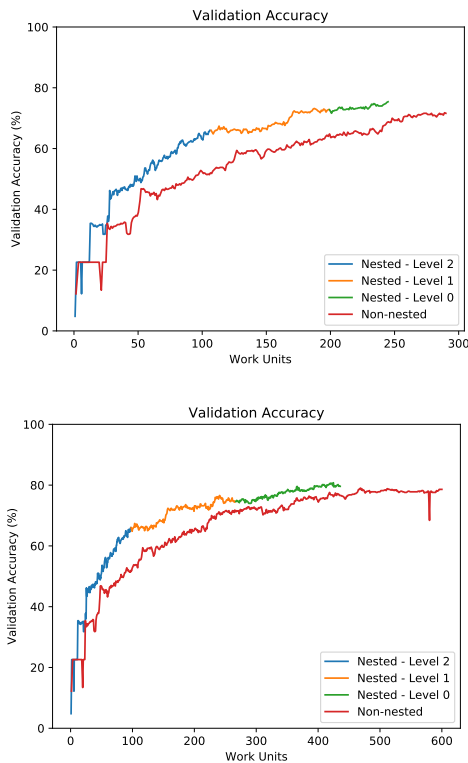 Validation Accuracy
100
80
60
40
20
0
Validation Accuracy (%)
0 50 100 150 200 250 300
Work Units
Nested - Level 2
Nested - Level 1
Nested - Level 0
Non-nested
Validation Accuracy
100
80
60
40
20
0
Validation Accuracy (%)
0 100 200 300 400 500 600
Work Units
Nested - Level 2
Nested - Level 1
Nested - Level 0
Non-nested